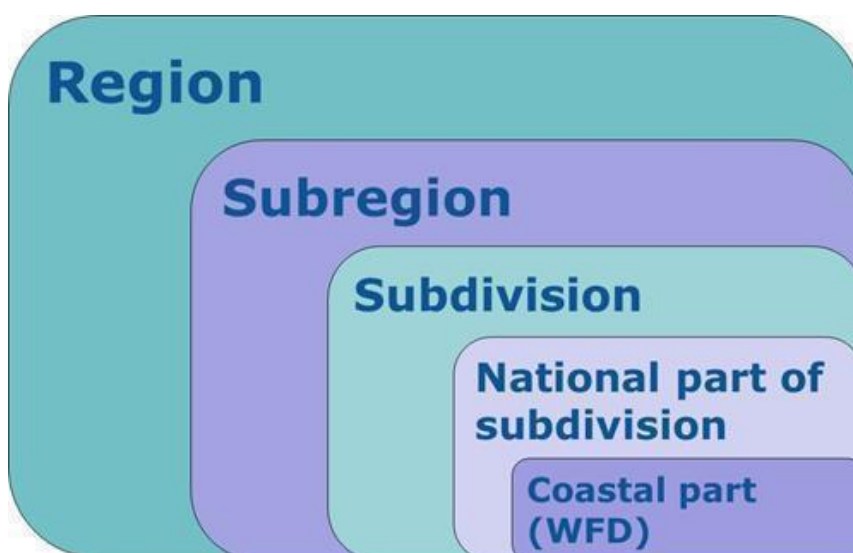 Region
Subregion
Subdivision
National part of
subdivision
Coastal part
(WFD)